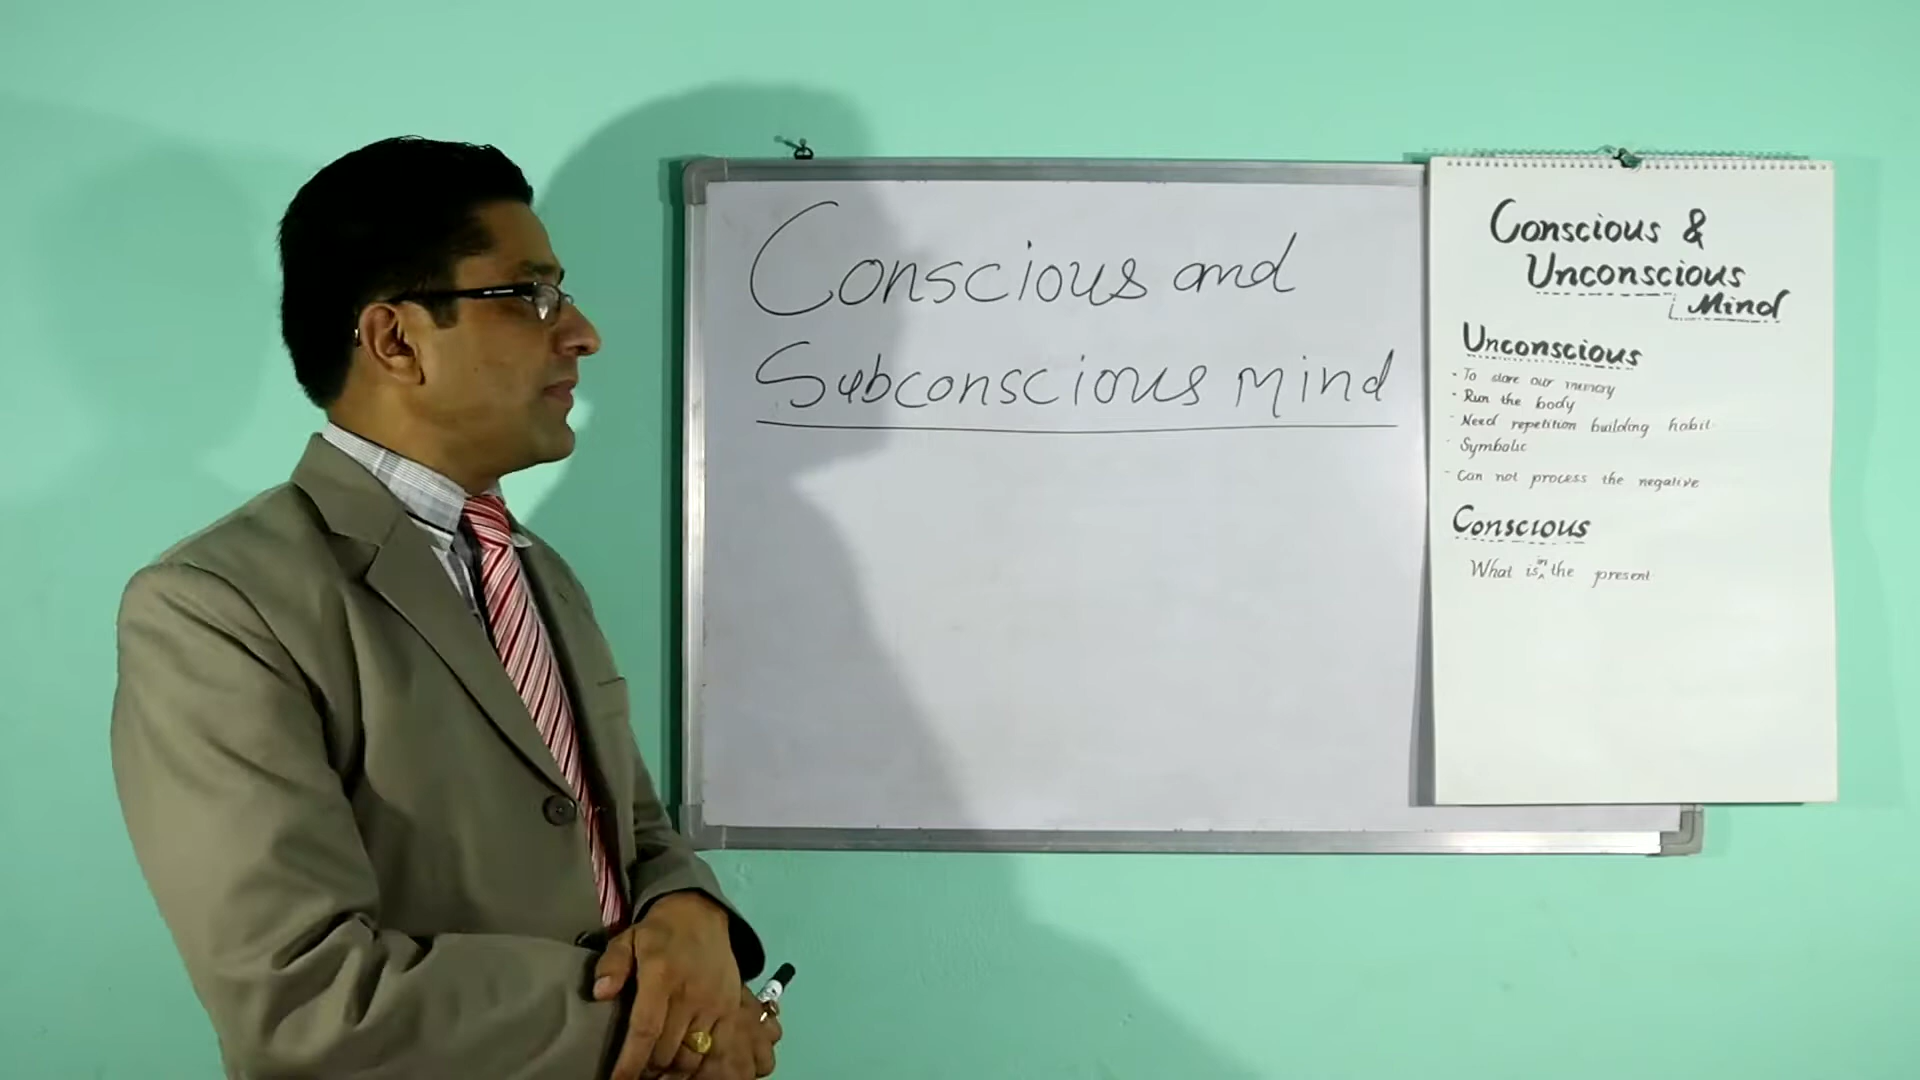 Conscious and
Subconscious Mind
Conscious &
Unconscious
Mind
Unconscious
- To store our memory
- Run the body
- Need repetition building habit
- Symbolic
- Can not process the negative
Conscious
What is in the present